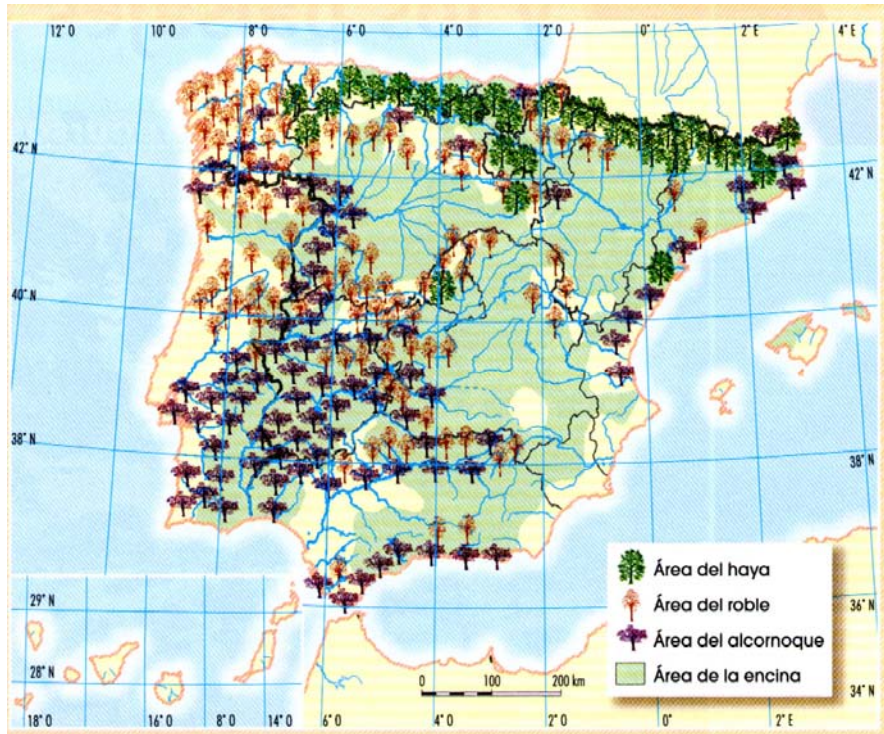 12° O
10° O
8° O
6° O
4° O
2° O
0°
2° E
4° E
42° N
42° N
40° N
40° N
38° N
38° N
36° N
34° N
29° N
28° N
18° O
16° O
8° O
14° O
6° O
4° O
2° O
0°
2° E
0
100
200 km
Área del haya
Área del roble
Área del alcornoque
Área de la encina